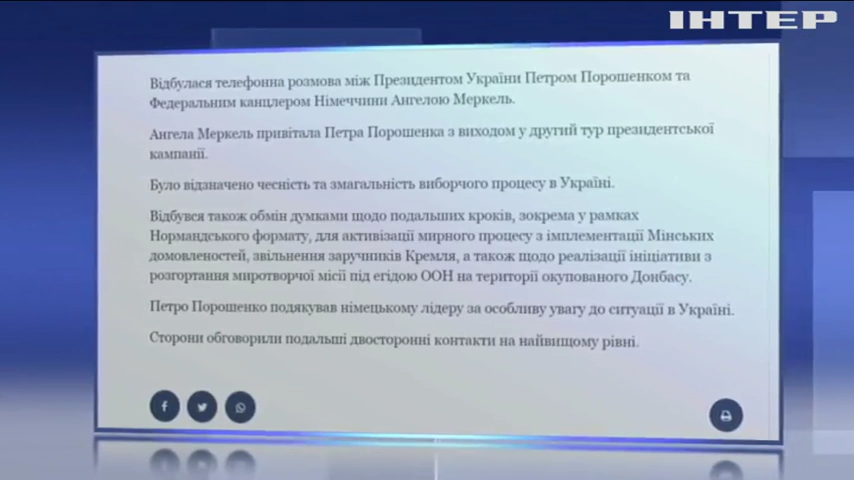 ІНТЕР
Відбулася телефонна розмова між Президентом України Петром Порошенком та
Федеральним канцлером Німеччини Ангелою Меркель.
Ангела Меркель привітала Петра Порошенка з виходом у другий тур президентської
кампанії.
Було відзначено чесність та змагальність виборчого процесу в Україні.
Відбувся також обмін думками щодо подальших кроків, зокрема у рамках
Нормандського формату, для активізації мирного процесу з імплементації Мінських
домовленостей, звільнення заручників Кремля, а також щодо реалізації ініціативи з
розгортання миротворчої місії під егідою ООН на території окупованого Донбасу.
Петро Порошенко подякував німецькому лідеру за особливу увагу до ситуації в Україні.
Сторони обговорили подальші двосторонні контакти на найвищому рівні.